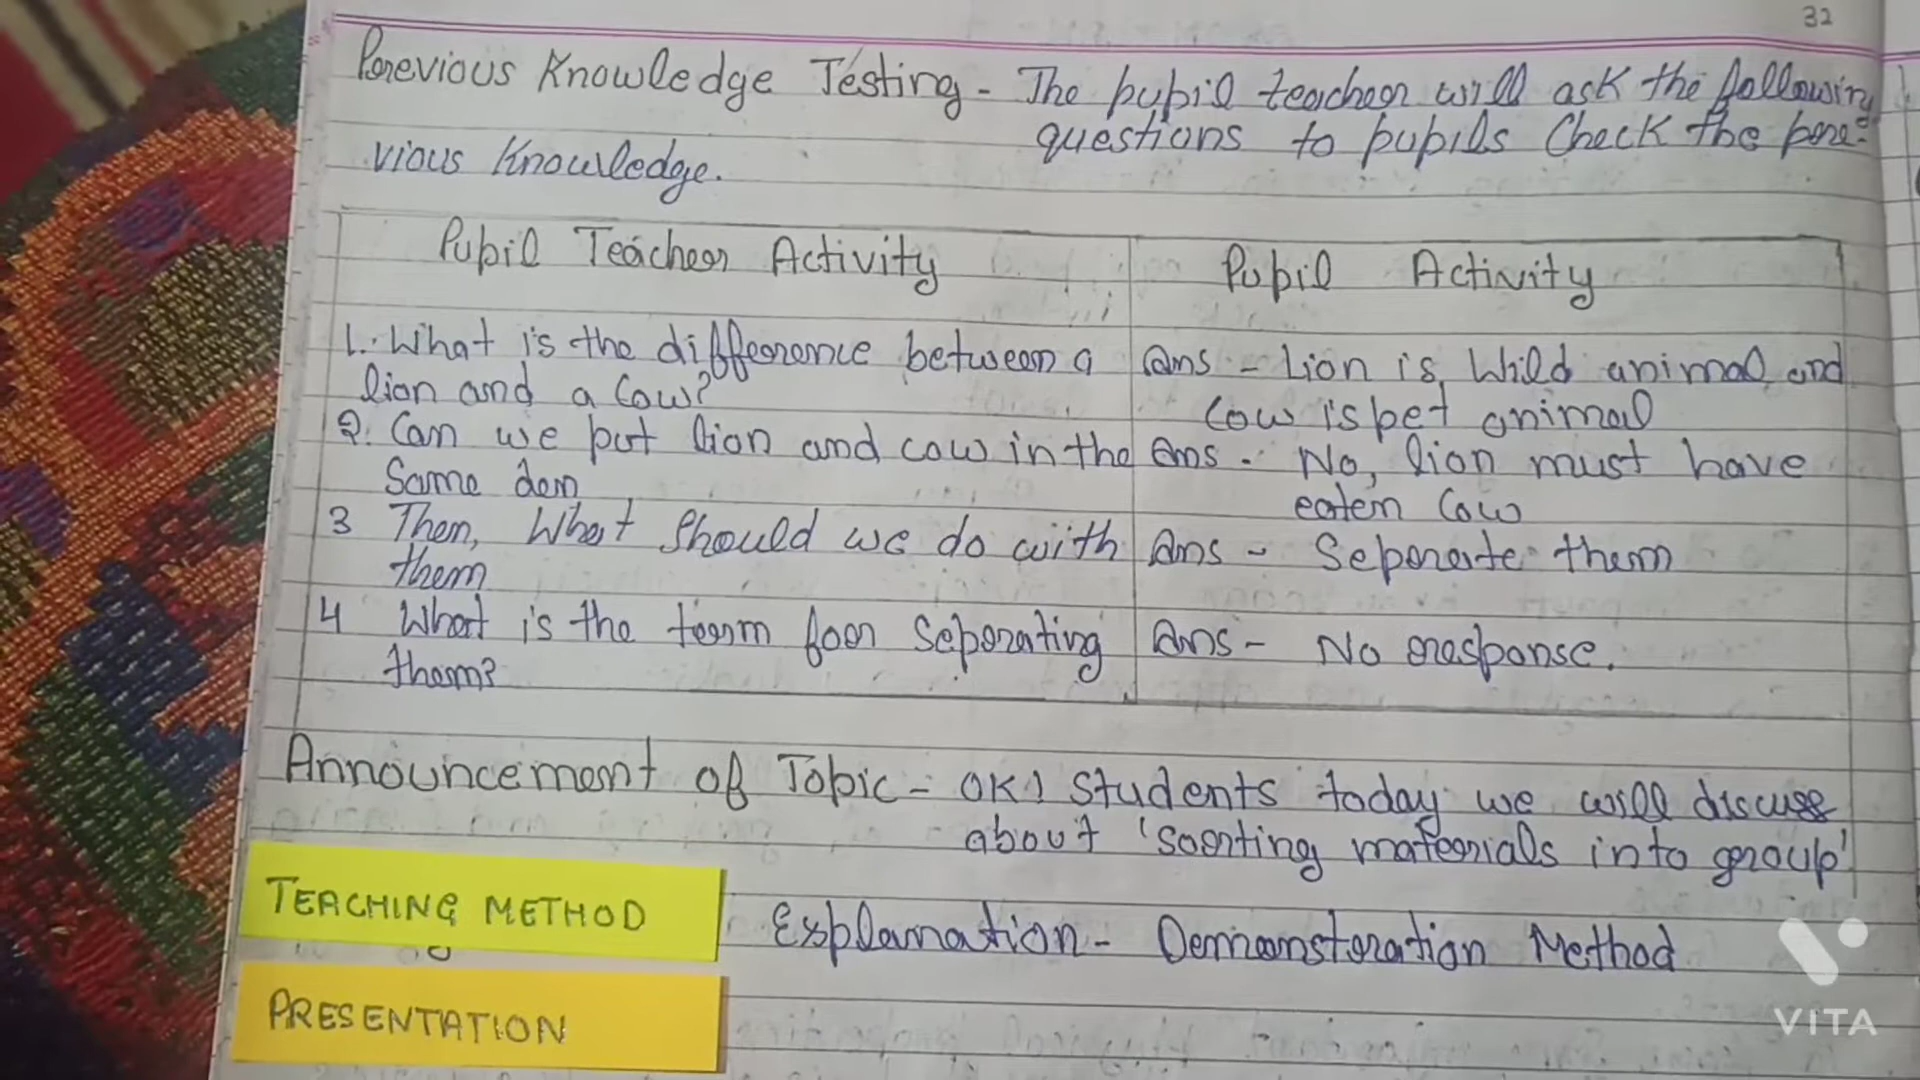 32
Previous Knowledge Testing - The pupil teacher will ask the following
questions to pupils Check the pre-
vious Knowledge.
Pupil Teacher Activity
Pupil Activity
1. What is the difference between a
lion and a Cow?
Ans - Lion is Wild animal and
Cow is pet animal
2. Can we put lion and cow in the
Same den
Ans - No, lion must have
eaten Cow
3 Then, What Should we do with
them
Ans - Seperate them
4 What is the term for Seperating
them?
Ans - No response.
Announcement of Topic - OK! Students today we will discuss
about 'Sorting materials into group'
TEACHING METHOD
Explanation - Demonstration Method
PRESENTATION
VITA